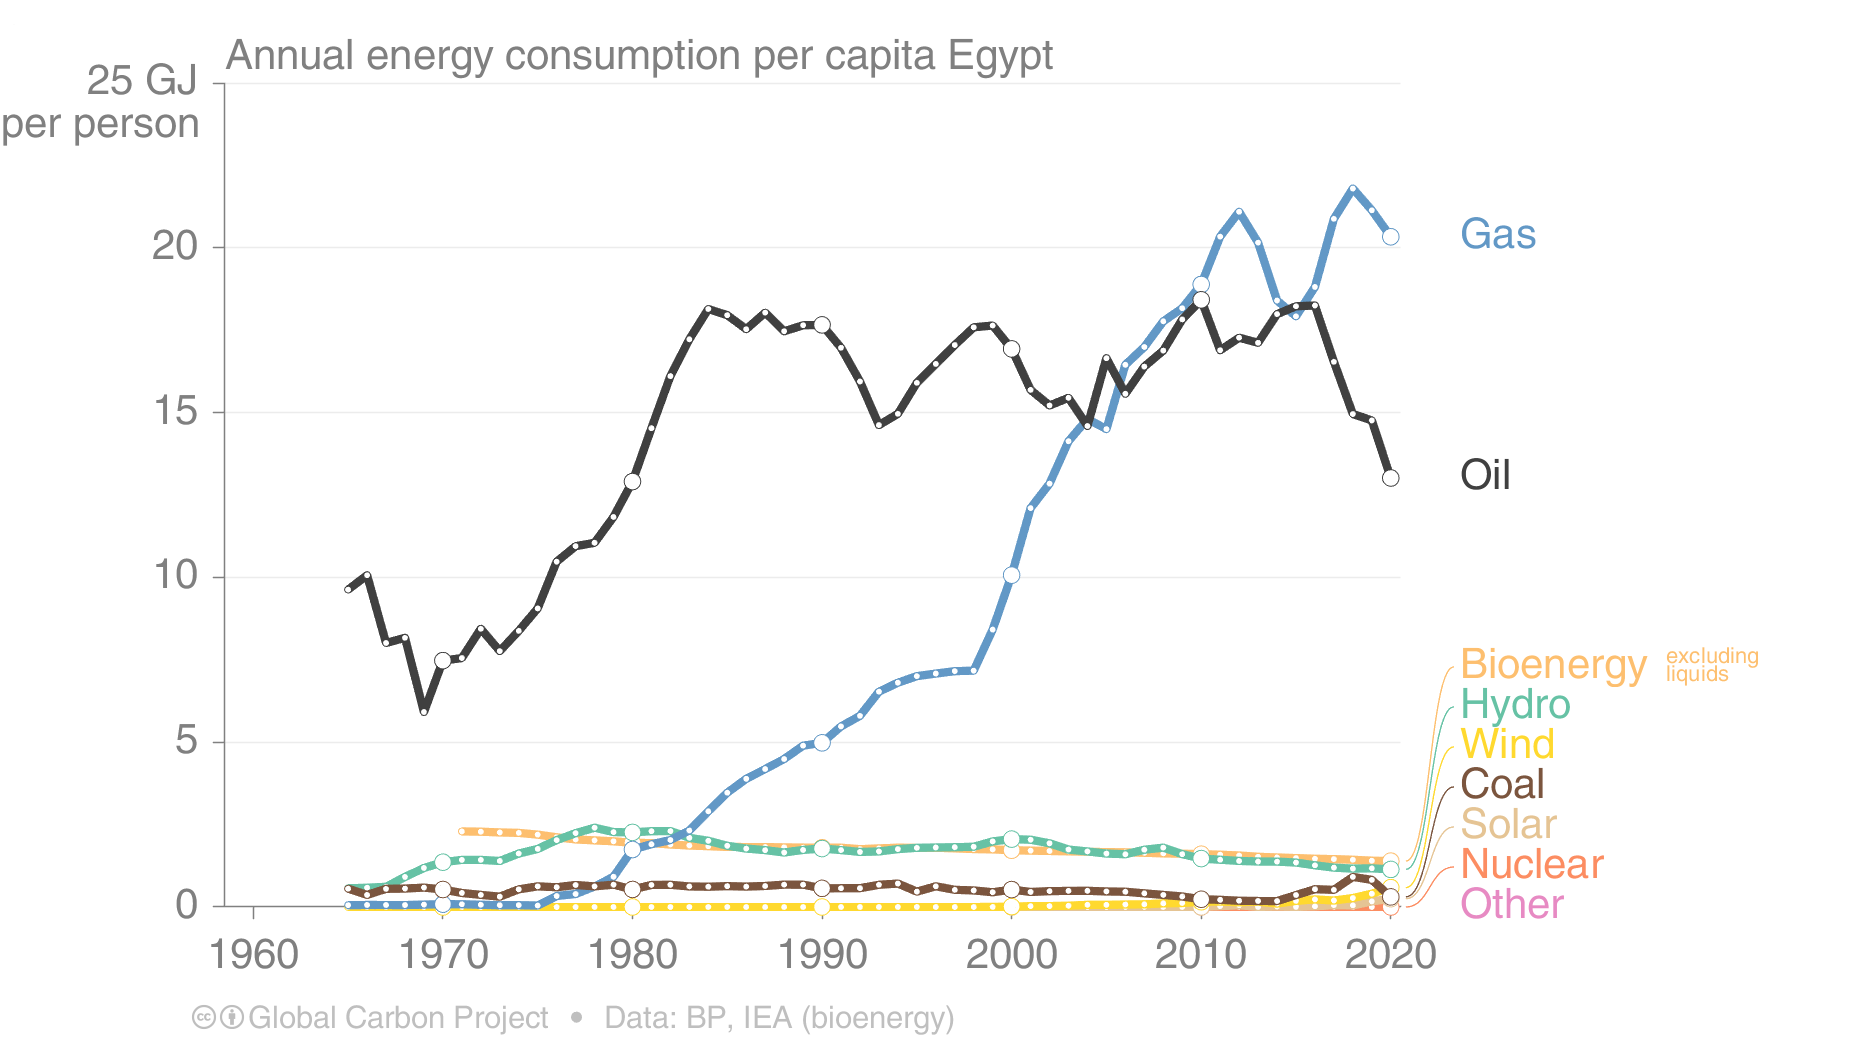 Annual energy consumption per capita Egypt
25 GJ
per person
20
15
10
5
0
1960 1970 1980 1990 2000 2010 2020
Gas
Oil
Bioenergy excluding
liquids
Hydro
Wind
Coal
Solar
Nuclear
Other
cc Global Carbon Project • Data: BP, IEA (bioenergy)